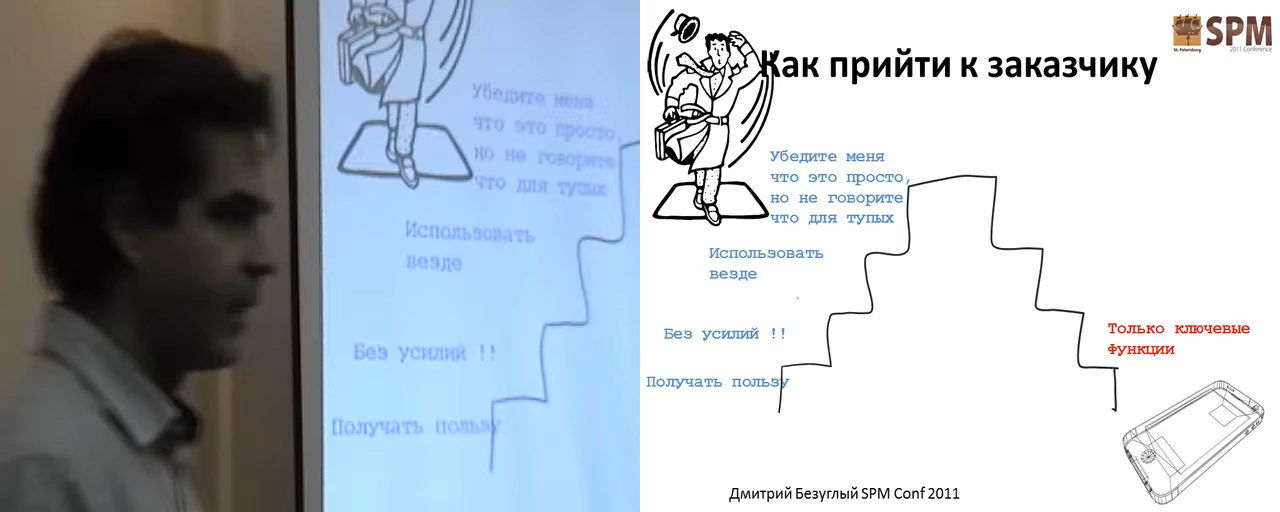 Убедите меня
что это просто,
но не говорите
что для тупых
Использовать
везде
Без усилий !!
Получать пользу
SPM
St. Petersburg
2011 Conference
Как прийти к заказчику
Убедите меня
что это просто,
но не говорите
что для тупых
Использовать
везде
Без усилий !!
Получать пользу
Только ключевые
функции
Дмитрий Безуглый SPM Conf 2011